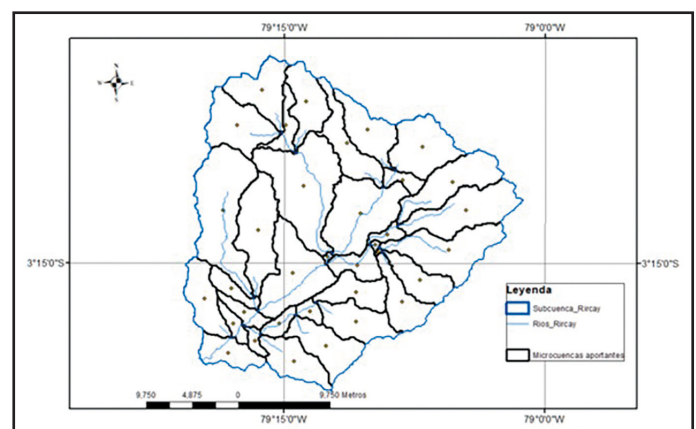 79°15'0"W 79°0'0"W
N
W E
S
3°15'0"S 3°15'0"S
Leyenda
Subcuenca_Rircay
Rios_Rircay
Microcuencas aportantes
9,750 4,875 0 9,750 Metros
79°15'0"W 79°0'0"W